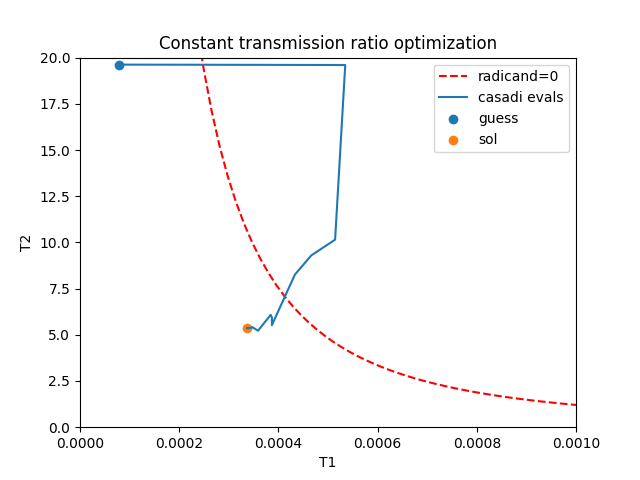 Constant transmission ratio optimization
radicand=0
casadi evals
guess
sol
20.0
17.5
15.0
12.5
10.0
7.5
5.0
2.5
0.0
T2
0.0000 0.0002 0.0004 0.0006 0.0008 0.0010
T1